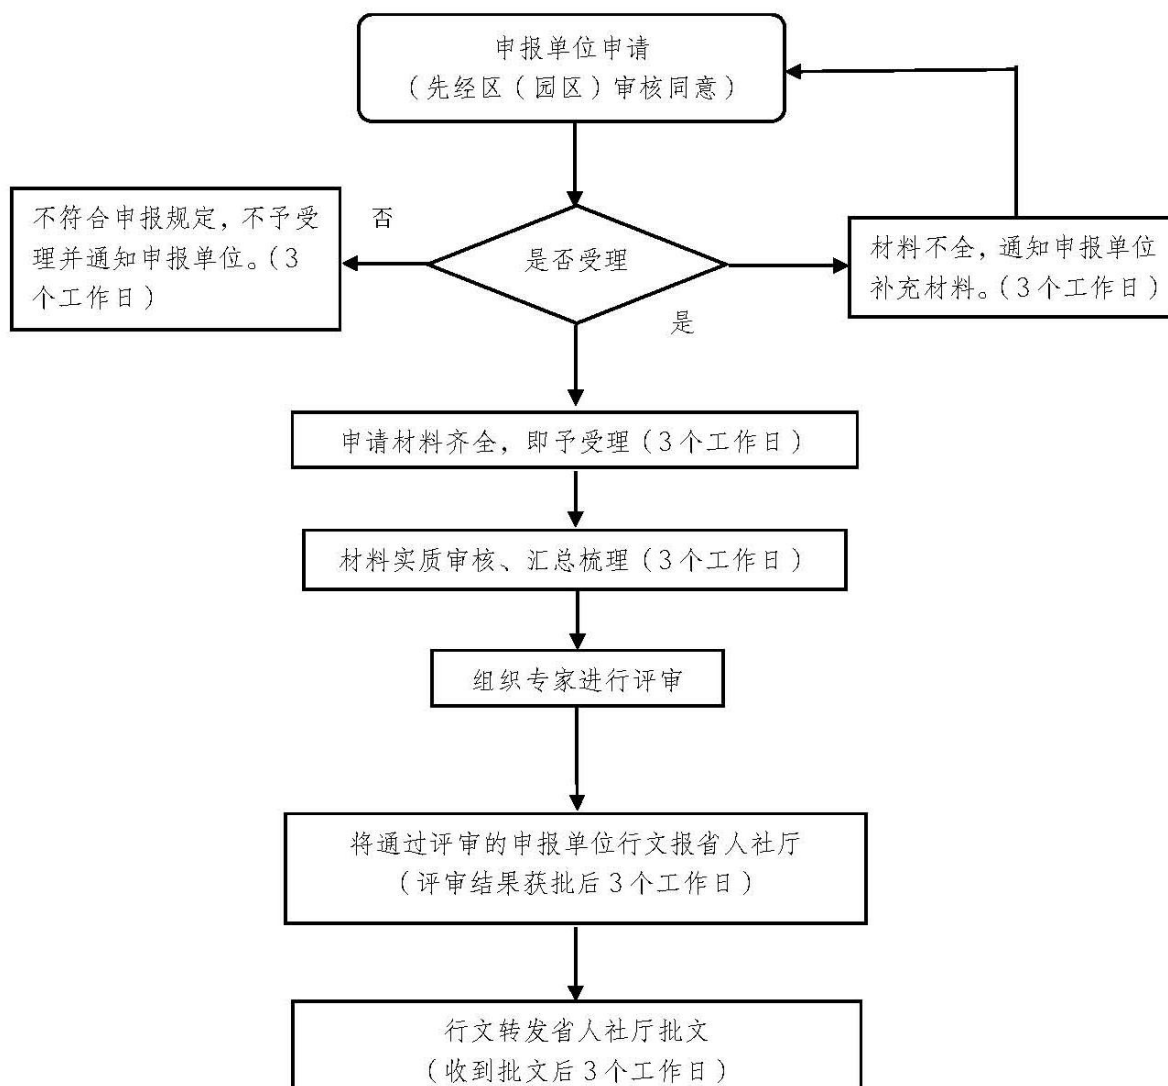 申报单位申请
（先经区（园区）审核同意）
不符合申报规定，不予受
理并通知申报单位。（3
个工作日）
否
是否受理
材料不全，通知申报单位
补充材料。（3个工作日）
是
申请材料齐全，即予受理（3个工作日）
材料实质审核、汇总梳理（3个工作日）
组织专家进行评审
将通过评审的申报单位行文报省人社厅
（评审结果获批后3个工作日）
行文转发省人社厅批文
（收到批文后3个工作日）